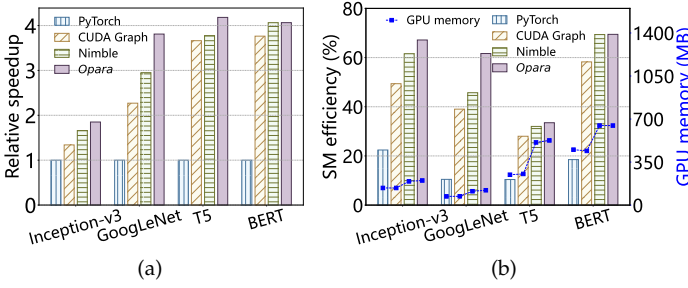 Relative speedup
4
3
2
1
0
PyTorch
CUDA Graph
Nimble
Opara
Inception-v3
GoogLeNet
T5
BERT
(a)
SM efficiency (%)
80
60
40
20
0
GPU memory
PyTorch
CUDA Graph
Nimble
Opara
1400
1050
700
350
0
GPU memory (MB)
Inception-v3
GoogLeNet
T5
BERT
(b)